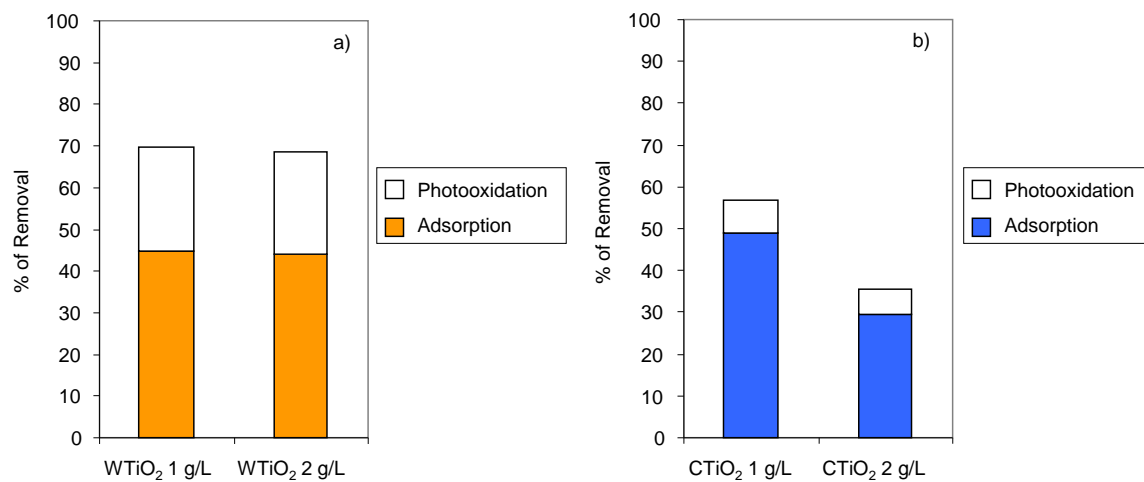 a)
% of Removal
100
90
80
70
60
50
40
30
20
10
0
WTiO₂ 1 g/L WTiO₂ 2 g/L
Photooxidation
Adsorption
b)
% of Removal
100
90
80
70
60
50
40
30
20
10
0
CTiO₂ 1 g/L CTiO₂ 2 g/L
Photooxidation
Adsorption